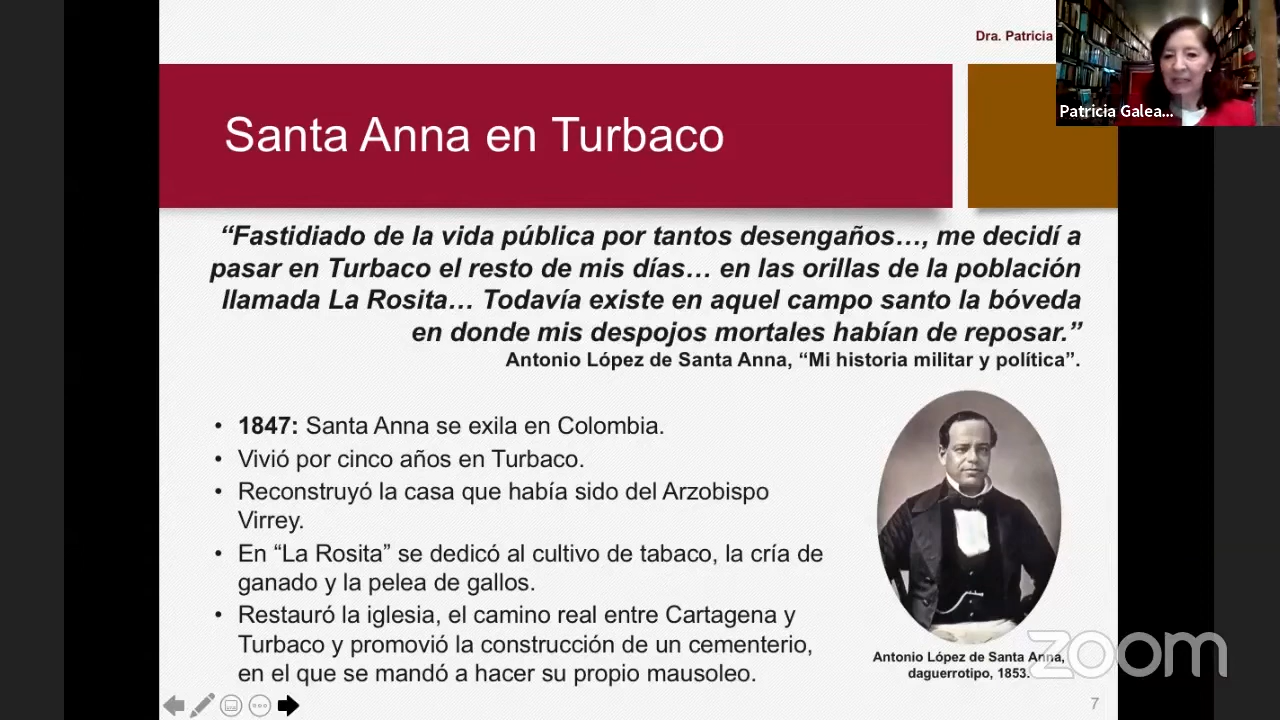 Dra. Patricia
Patricia Galea...
Santa Anna en Turbaco
“Fastidiado de la vida pública por tantos desengaños…, me decidí a
pasar en Turbaco el resto de mis días… en las orillas de la población
llamada La Rosita… Todavía existe en aquel campo santo la bóveda
en donde mis despojos mortales habían de reposar.”
Antonio López de Santa Anna, “Mi historia militar y política”.
• 1847: Santa Anna se exila en Colombia.
• Vivió por cinco años en Turbaco.
• Reconstruyó la casa que había sido del Arzobispo
Virrey.
• En “La Rosita” se dedicó al cultivo de tabaco, la cría de
ganado y la pelea de gallos.
• Restauró la iglesia, el camino real entre Cartagena y
Turbaco y promovió la construcción de un cementerio,
en el que se mandó a hacer su propio mausoleo.
Antonio López de Santa Anna,
daguerrotipo, 1853.
zoom
7